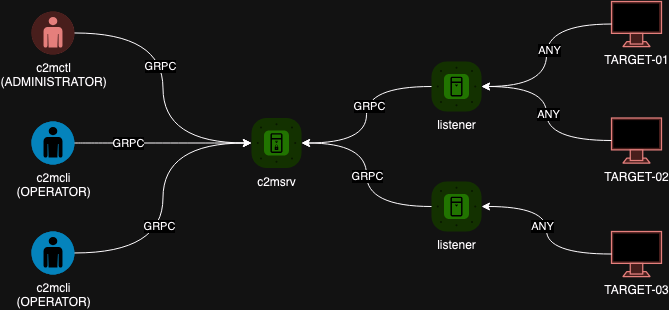 c2mctl
(ADMINISTRATOR)
GRPC
c2mcli
(OPERATOR)
GRPC
c2mcli
(OPERATOR)
GRPC
c2msrv
GRPC
GRPC
listener
listener
ANY
ANY
ANY
TARGET-01
TARGET-02
TARGET-03